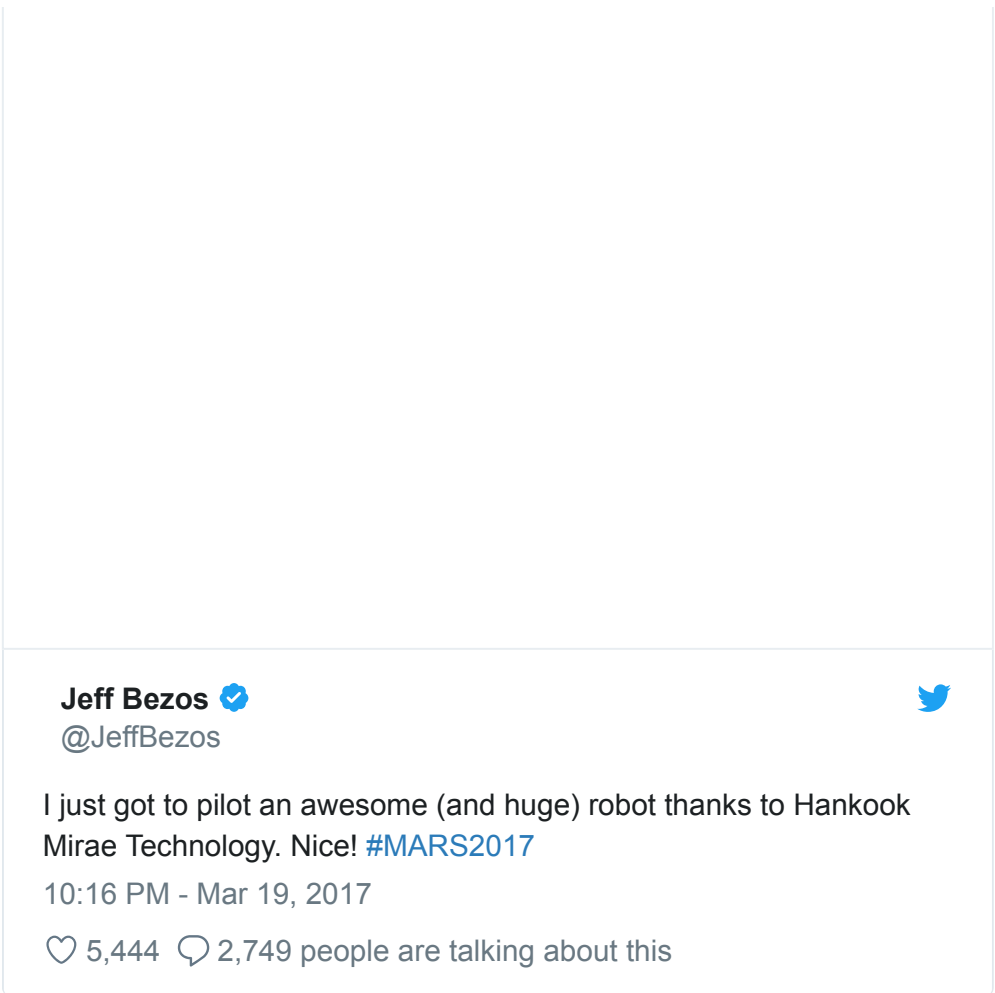 Jeff Bezos
@JeffBezos
I just got to pilot an awesome (and huge) robot thanks to Hankook
Mirae Technology. Nice! #MARS2017
10:16 PM - Mar 19, 2017
5,444 2,749 people are talking about this